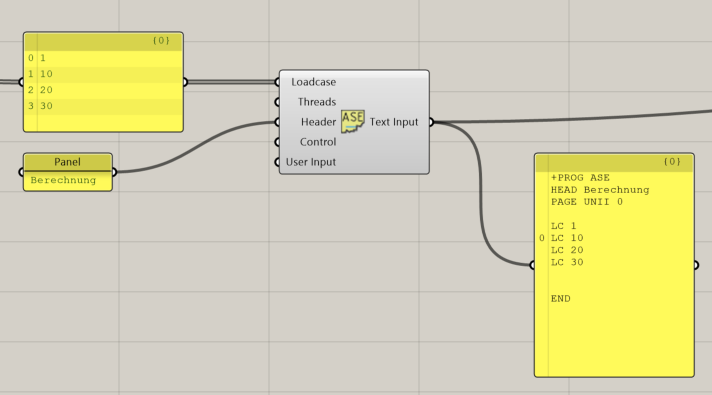 {0}
0 1
1 10
2 20
3 30
Panel
Berechnung
Loadcase
Threads
Header
Control
User Input
ASE
Text Input
{0}
+PROG ASE
HEAD Berechnung
PAGE UNII 0
LC 1
0 LC 10
LC 20
LC 30
END